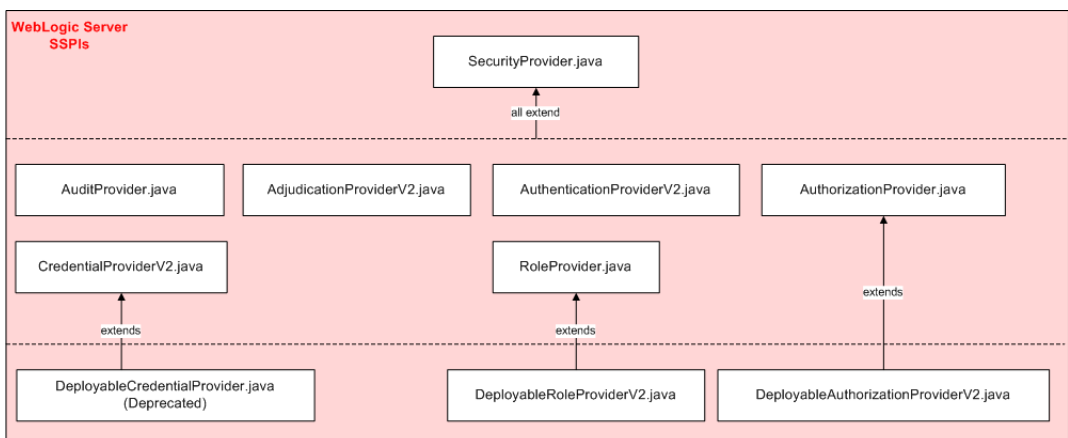 WebLogic Server
SSPIs
SecurityProvider.java
all extend
AuditProvider.java
AdjudicationProviderV2.java
AuthenticationProviderV2.java
AuthorizationProvider.java
CredentialProviderV2.java
RoleProvider.java
extends
extends
extends
DeployableCredentialProvider.java
(Deprecated)
DeployableRoleProviderV2.java
DeployableAuthorizationProviderV2.java